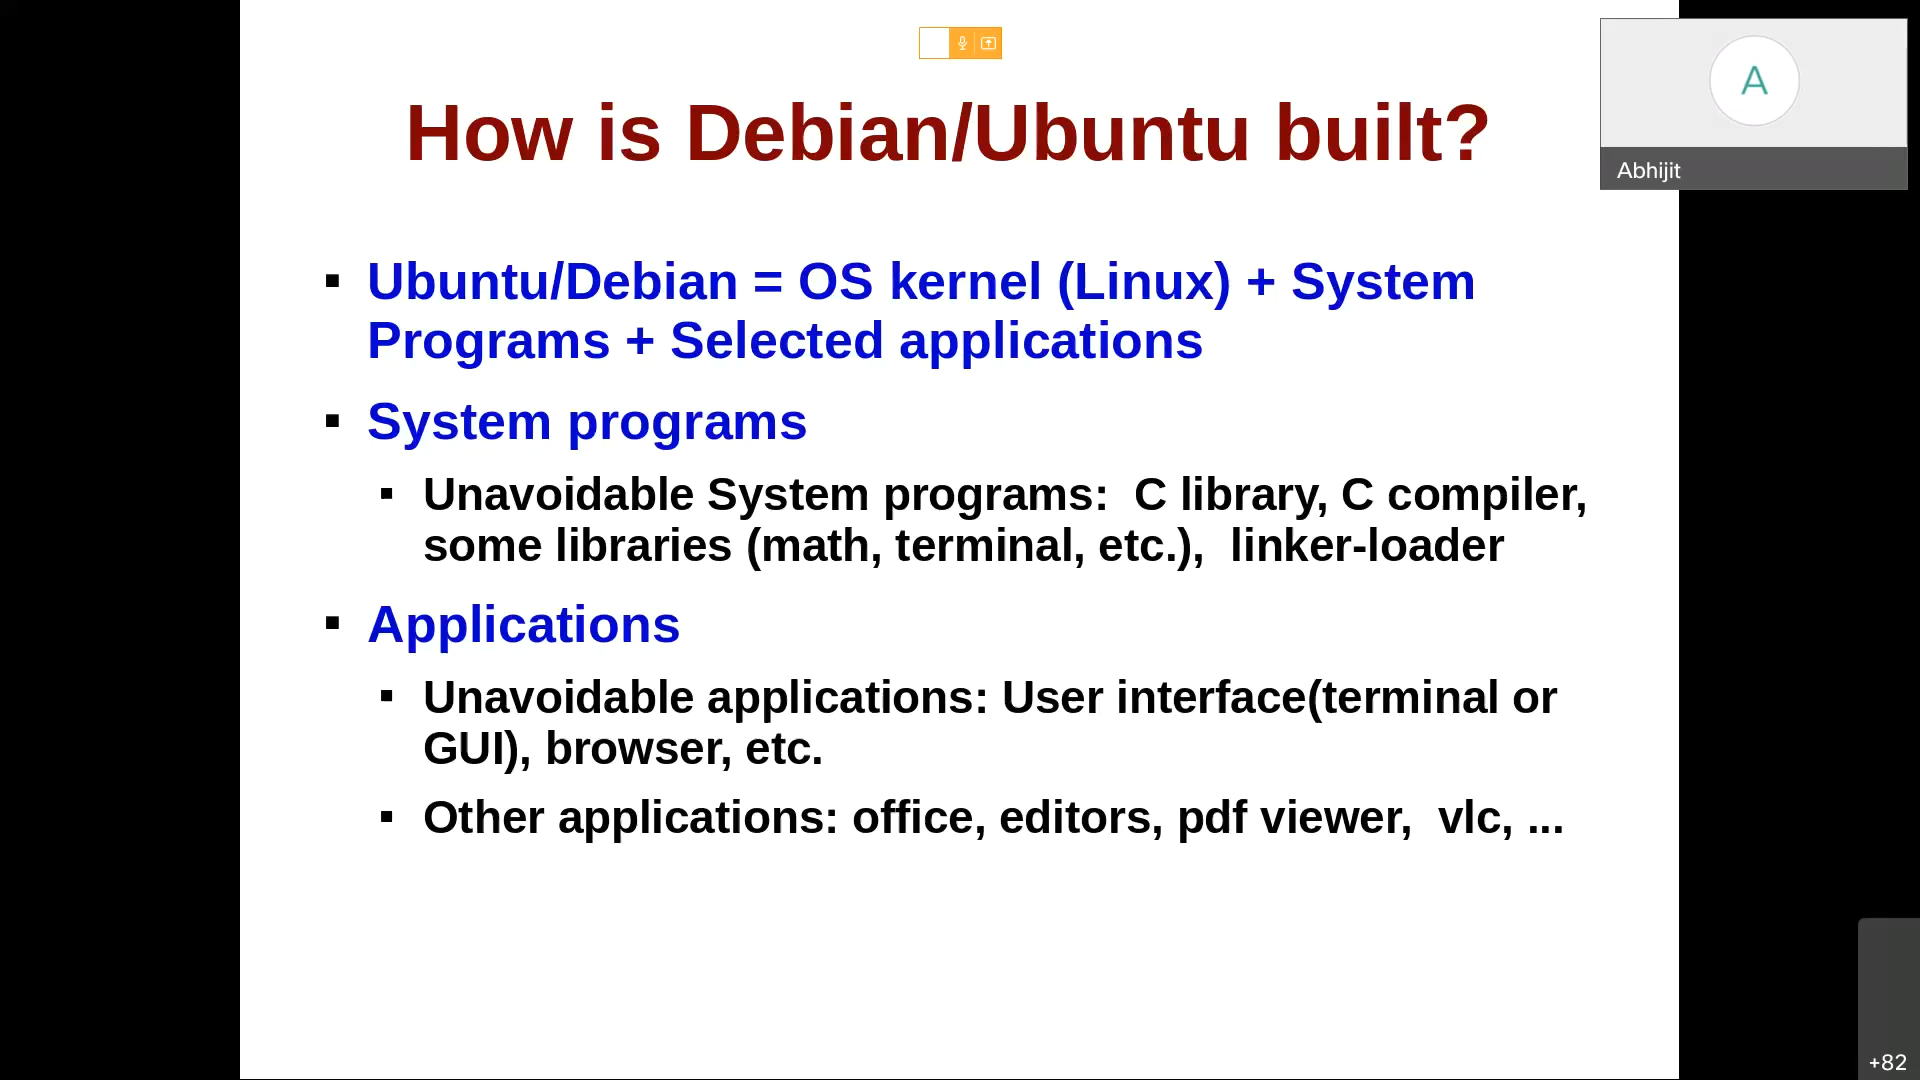 How is Debian/Ubuntu built?
A
Abhijit
▪ Ubuntu/Debian = OS kernel (Linux) + System
Programs + Selected applications
▪ System programs
▪ Unavoidable System programs:  C library, C compiler,
some libraries (math, terminal, etc.),  linker-loader
▪ Applications
▪ Unavoidable applications: User interface(terminal or
GUI), browser, etc.
▪ Other applications: office, editors, pdf viewer,  vlc, ...
+82